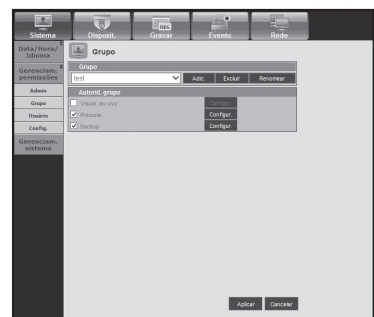 REC
Sistema Disposit. Gravar Evento Rede
Data/Hora/
Idioma
Gerenciam.
permissões
Admin
Grupo
Usuário
Config.
Gerenciam.
sistema
Grupo
Grupo
test Adic. Excluir Renomear
Autorid. grupo
Visual. ao vivo Configur.
Procurar Configur.
Backup Configur.
Aplicar Cancelar